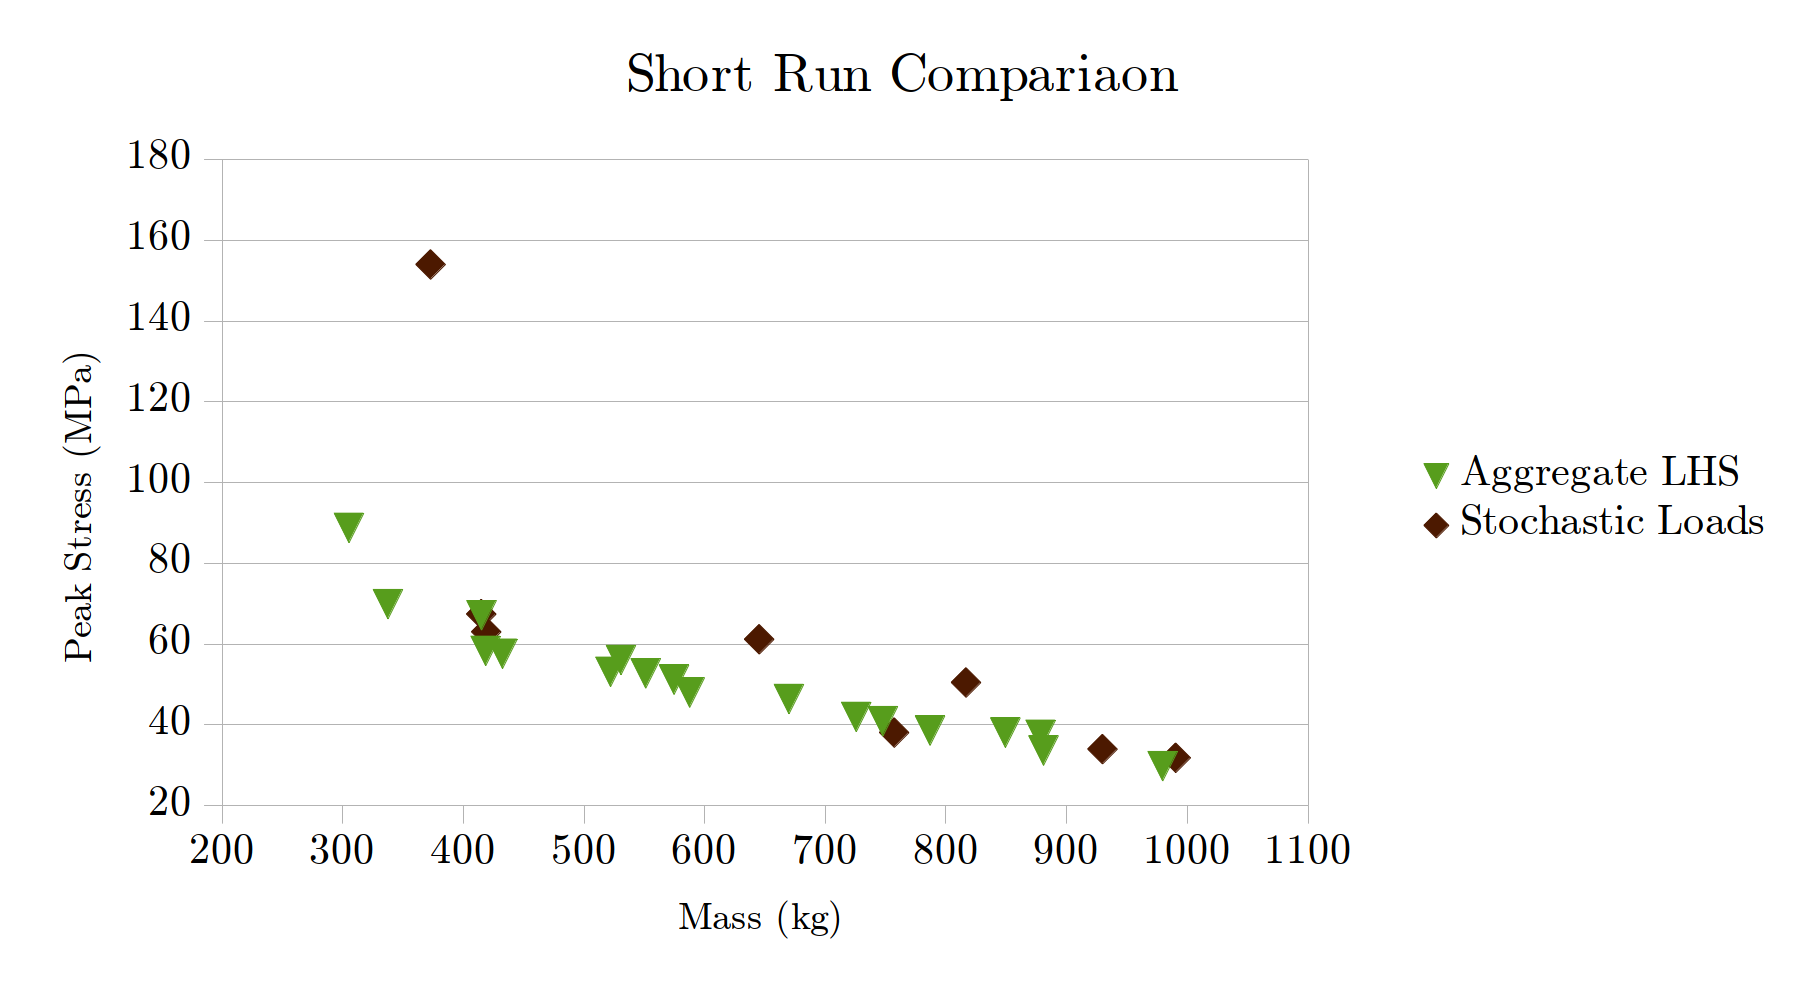 Short Run Compariaon
180
160
140
120
100
80
60
40
20
Peak Stress (MPa)
200 300 400 500 600 700 800 900 1000 1100
Mass (kg)
Aggregate LHS
Stochastic Loads